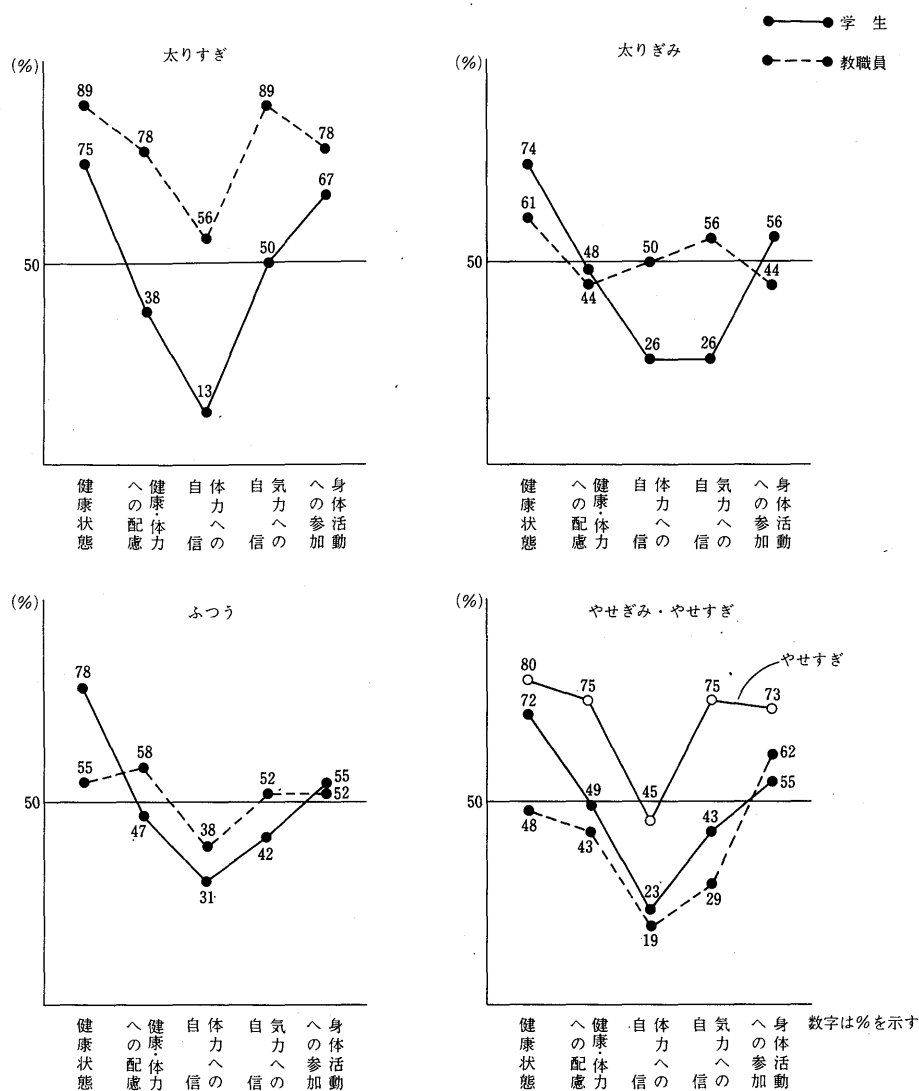 学　生
教職員
太りすぎ
(%)
89
78
56
89
78
75
38
13
50
67
50
健康状態
健康・体力への配慮
体力への自信
気力への自信
身体活動への参加
太りぎみ
(%)
74
48
26
26
56
61
44
50
56
44
50
健康状態
健康・体力への配慮
体力への自信
気力への自信
身体活動への参加
ふつう
(%)
78
47
31
42
55
55
58
38
52
52
50
健康状態
健康・体力への配慮
体力への自信
気力への自信
身体活動への参加
やせぎみ・やせすぎ
(%)
やせすぎ
80
75
45
75
73
72
49
23
43
55
48
43
19
29
62
50
健康状態
健康・体力への配慮
体力への自信
気力への自信
身体活動への参加
数字は%を示す